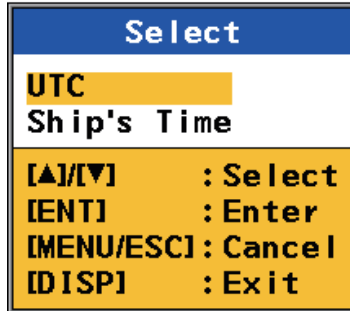 Select
UTC
Ship's Time
[▲]/[▼] :Select
[ENT] :Enter
[MENU/ESC]:Cancel
[DISP] :Exit